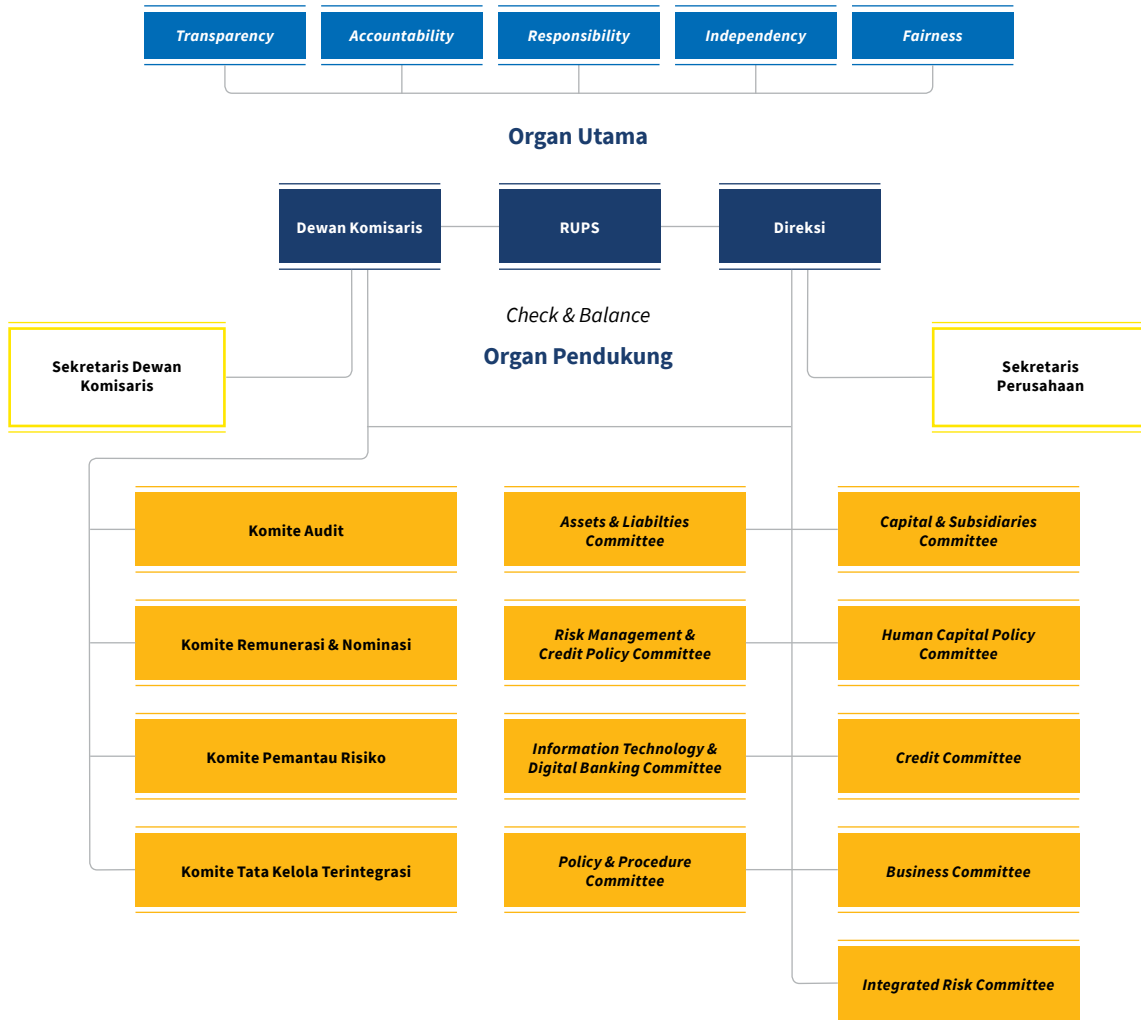 Transparency
Accountability
Responsibility
Independency
Fairness
Organ Utama
Dewan Komisaris
RUPS
Direksi
Check & Balance
Organ Pendukung
Sekretaris Dewan
Komisaris
Sekretaris
Perusahaan
Komite Audit
Assets & Liabilties
Committee
Capital & Subsidiaries
Committee
Komite Remunerasi & Nominasi
Risk Management &
Credit Policy Committee
Human Capital Policy
Committee
Komite Pemantau Risiko
Information Technology &
Digital Banking Committee
Credit Committee
Komite Tata Kelola Terintegrasi
Policy & Procedure
Committee
Business Committee
Integrated Risk Committee